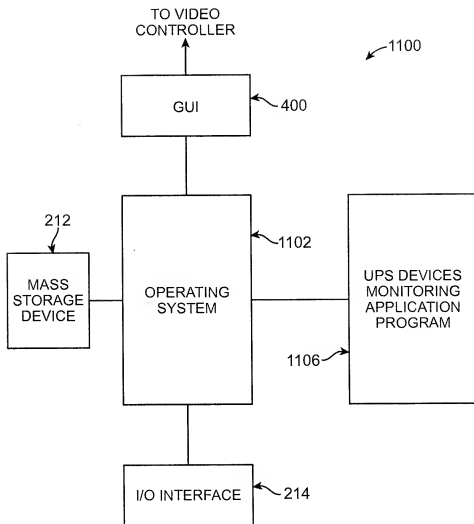 TO VIDEO
CONTROLLER
1100
GUI
400
212
1102
MASS
STORAGE
DEVICE
OPERATING
SYSTEM
UPS DEVICES
MONITORING
APPLICATION
PROGRAM
1106
I/O INTERFACE
214